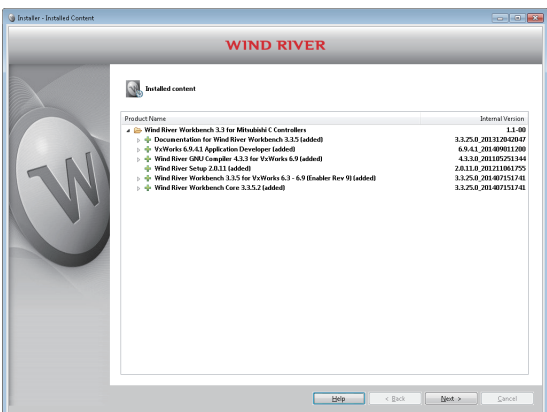 Installer - Installed Content
WIND RIVER
Installed content
Product Name Internal Version
Wind River Workbench 3.3 for Mitsubishi C Controllers 1.1-00
Documentation for Wind River Workbench 3.3.5 (added) 3.3.25.0_201312042047
VxWorks 6.9.4.1 Application Developer (added) 6.9.4.1_201409011200
Wind River GNU Compiler 4.3.3 for VxWorks 6.9 (added) 4.3.3.0_201105251344
Wind River Setup 2.0.11 (added) 2.0.11.0_201211061755
Wind River Workbench 3.3.5 for VxWorks 6.3 - 6.9 (Enabler Rev 9) (added) 3.3.25.0_201407151741
Wind River Workbench Core 3.3.5.2 (added) 3.3.25.0_201407151741
W
Help < Back Next > Cancel